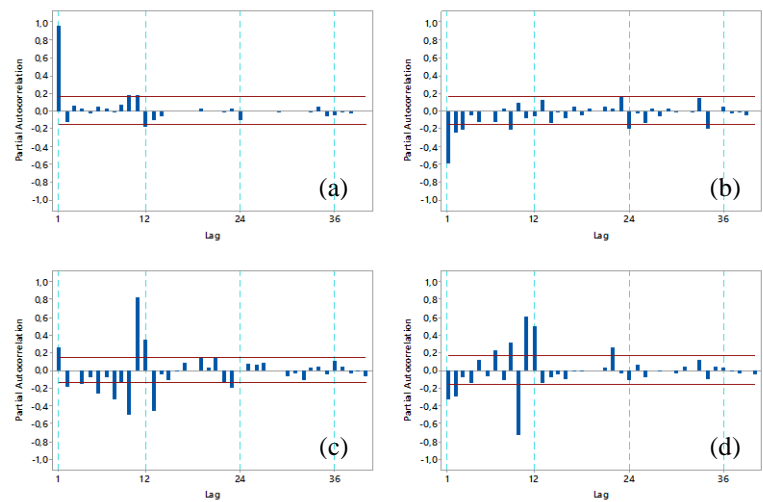 Partial Autocorrelation
1,0
0,8
0,6
0,4
0,2
0,0
-0,2
-0,4
-0,6
-0,8
-1,0
(a)
1 12 24 36
Lag
Partial Autocorrelation
1,0
0,8
0,6
0,4
0,2
0,0
-0,2
-0,4
-0,6
-0,8
-1,0
(b)
1 12 24 36
Lag
Partial Autocorrelation
1,0
0,8
0,6
0,4
0,2
0,0
-0,2
-0,4
-0,6
-0,8
-1,0
(c)
1 12 24 36
Lag
Partial Autocorrelation
1,0
0,8
0,6
0,4
0,2
0,0
-0,2
-0,4
-0,6
-0,8
-1,0
(d)
1 12 24 36
Lag